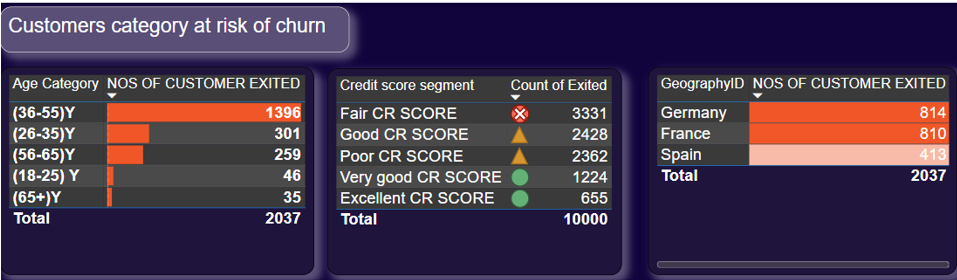 Customers category at risk of churn
Age Category NOS OF CUSTOMER EXITED
(36-55)Y 1396
(26-35)Y 301
(56-65)Y 259
(18-25) Y 46
(65+)Y 35
Total 2037
Credit score segment Count of Exited
Fair CR SCORE 3331
Good CR SCORE 2428
Poor CR SCORE 2362
Very good CR SCORE 1224
Excellent CR SCORE 655
Total 10000
GeographyID NOS OF CUSTOMER EXITED
Germany 814
France 810
Spain 413
Total 2037